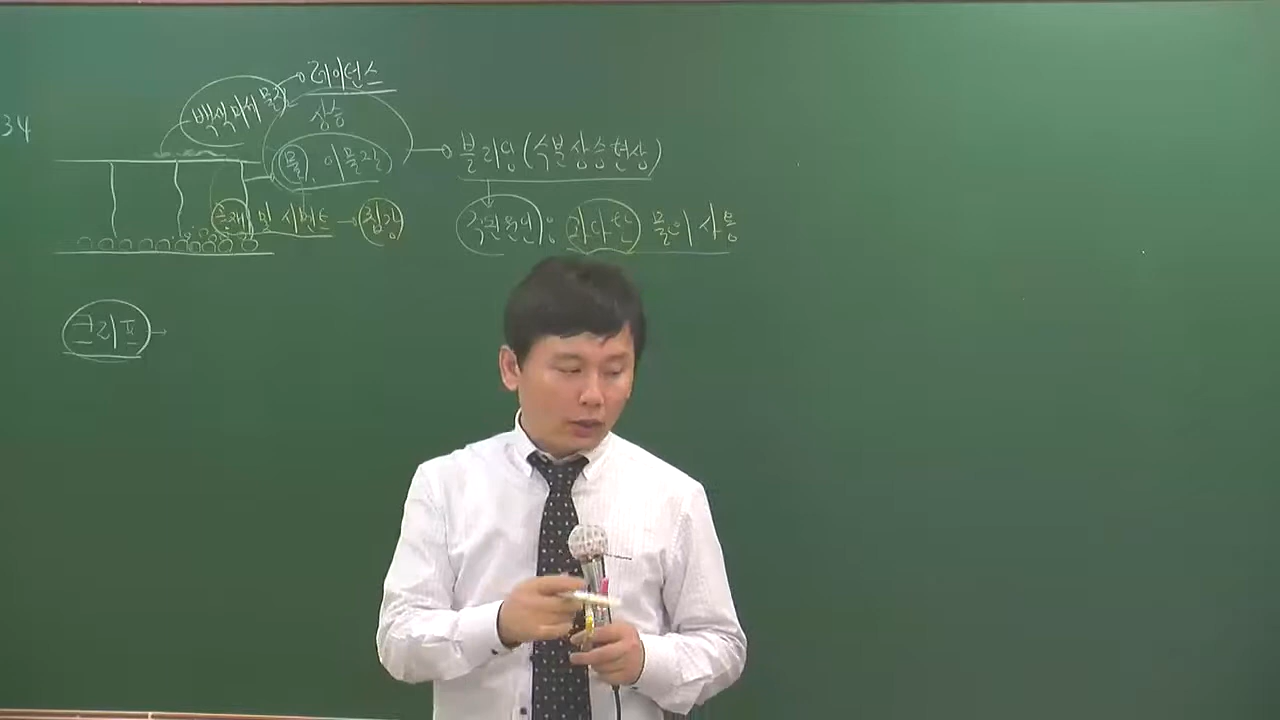 레이턴스
백색미세물질
34
상승
물, 이물질
블리딩(수분상승현상)
골재 및 시멘트 → 침강
주된원인: 과다한 물의 사용
크리프 →